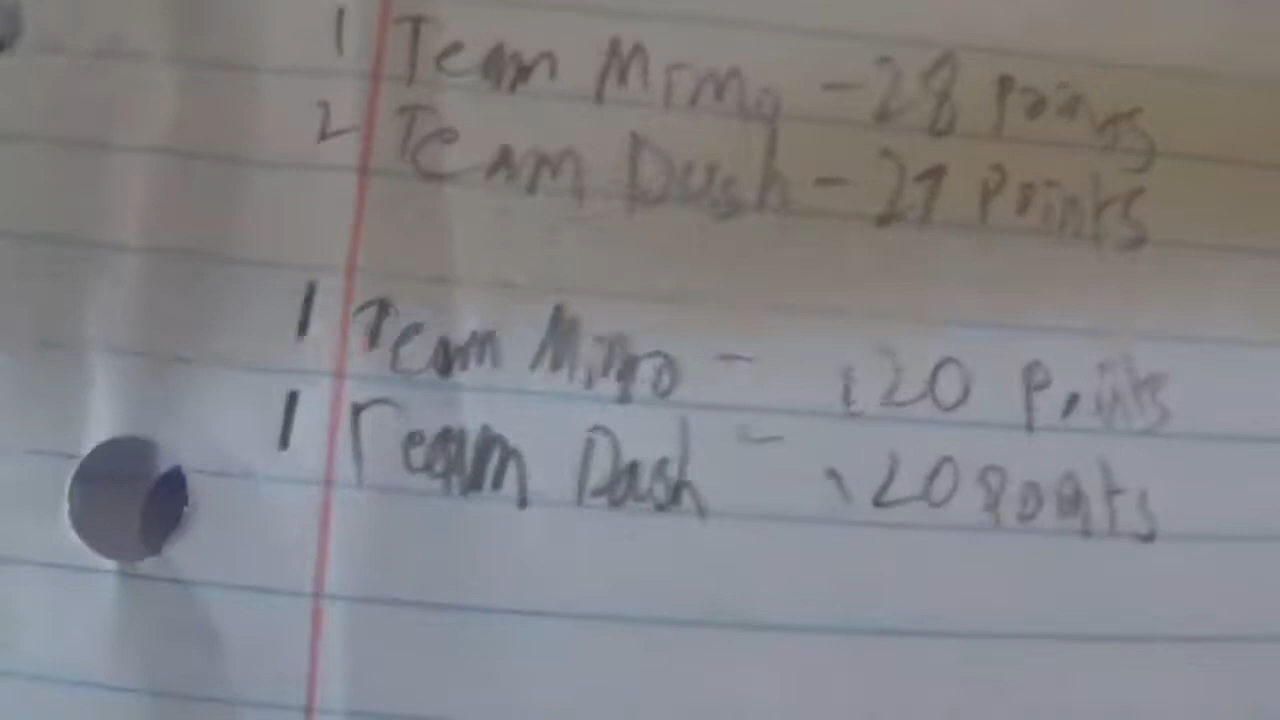 1 Team Mimo - 28 points
2 Team Dash - 27 points
1 Team Mimo - 120 Points
1 Team Dash - 120 points